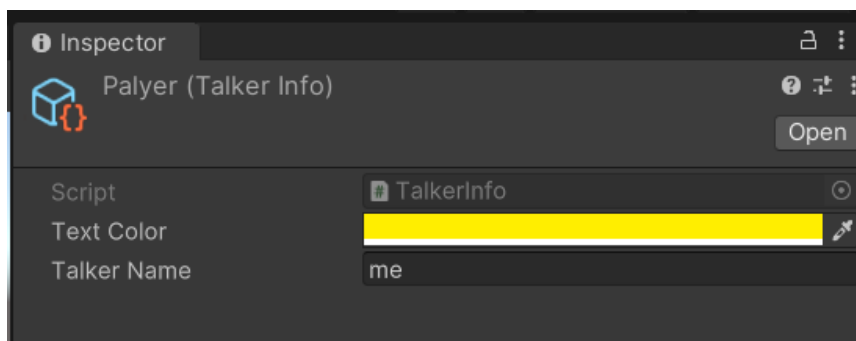 Inspector
Palyer (Talker Info)
Open
Script
# TalkerInfo
Text Color
Talker Name
me